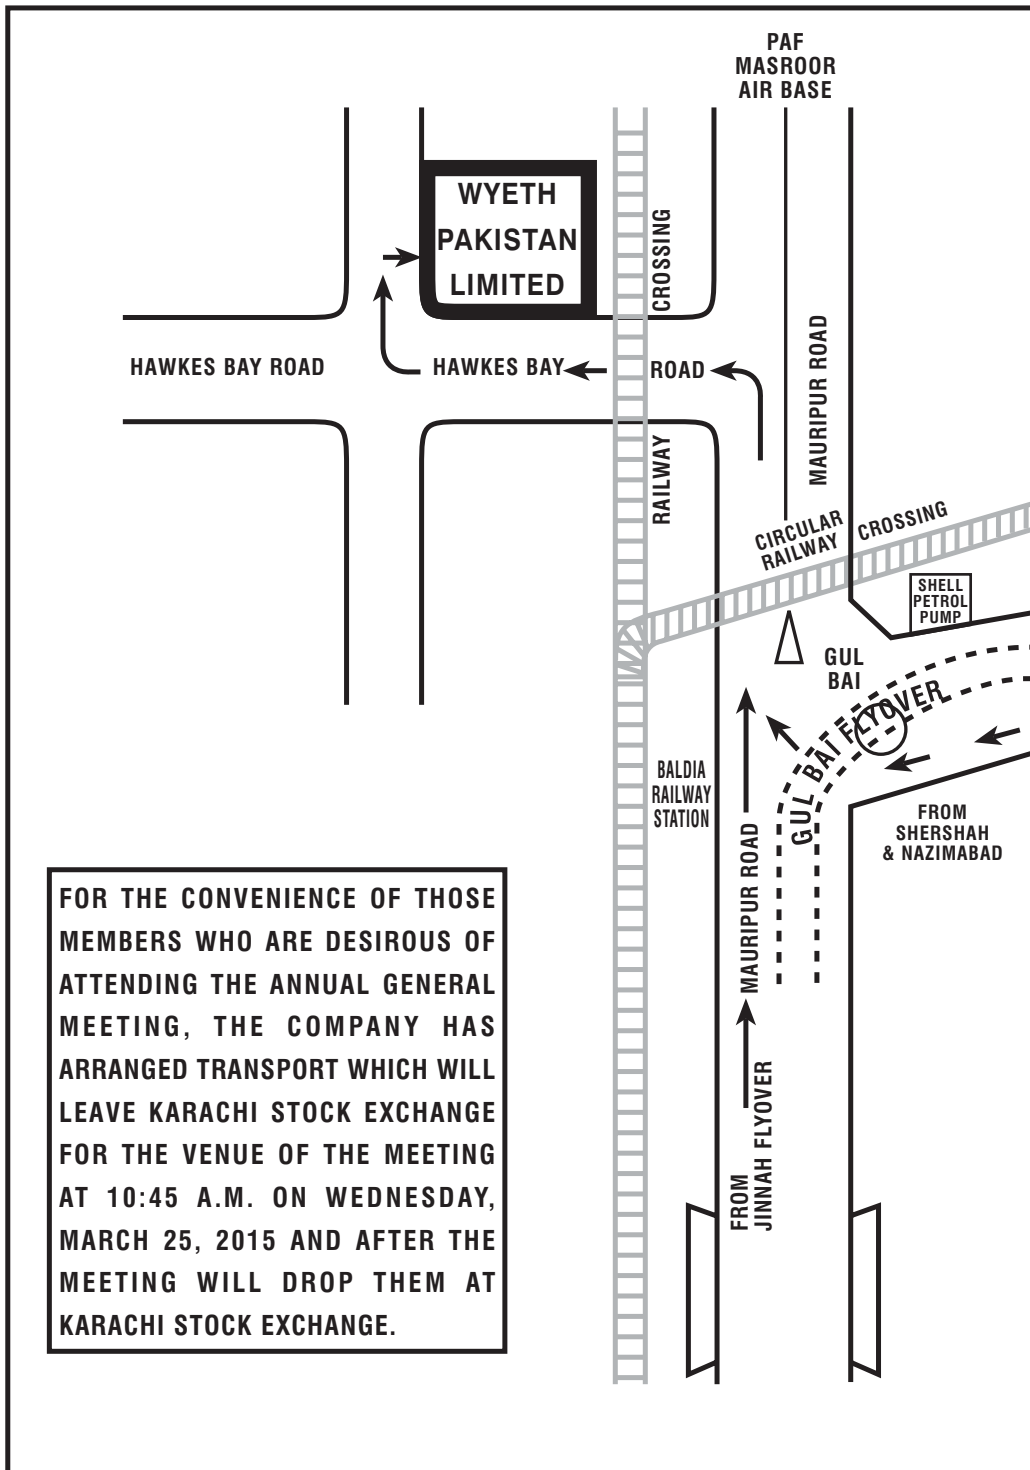 PAF
MASROOR
AIR BASE
WYETH
PAKISTAN
LIMITED
CROSSING
MAURIPUR ROAD
HAWKES BAY ROAD
HAWKES BAY
ROAD
RAILWAY
CIRCULAR
RAILWAY
CROSSING
SHELL
PETROL
PUMP
GUL
BAI
GUL BAI FLYOVER
BALDIA
RAILWAY
STATION
FROM
SHERSHAH
& NAZIMABAD
MAURIPUR ROAD
FROM
JINNAH FLYOVER
FOR THE CONVENIENCE OF THOSE
MEMBERS WHO ARE DESIROUS OF
ATTENDING THE ANNUAL GENERAL
MEETING, THE COMPANY HAS
ARRANGED TRANSPORT WHICH WILL
LEAVE KARACHI STOCK EXCHANGE
FOR THE VENUE OF THE MEETING
AT 10:45 A.M. ON WEDNESDAY,
MARCH 25, 2015 AND AFTER THE
MEETING WILL DROP THEM AT
KARACHI STOCK EXCHANGE.